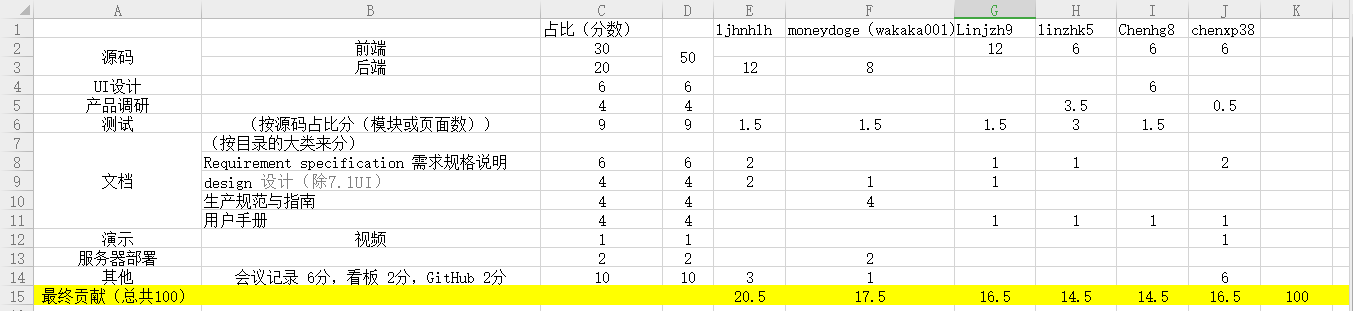 A B C D E F G H I J K
1 占比（分数） ljhnhlh moneydoge（wakaka001） Linjzh9 linzhk5 Chenhg8 chenxp38
2 源码 前端 30 50 12 6 6 6
3 后端 20 12 8
4 UI设计 6 6 6
5 产品调研 4 4 3.5 0.5
6 测试 （按源码占比分（模块或页面数）） 9 9 1.5 1.5 1.5 3 1.5
7 （按目录的大类来分）
8 Requirement specification 需求规格说明 6 6 2 1 1 2
9 文档 design 设计（除7.1UI） 4 4 2 1 1
10 生产规范与指南 4 4 4
11 用户手册 4 4 1 1 1 1
12 演示 视频 1 1 1
13 服务器部署 2 2 2
14 其他 会议记录 6分，看板 2分，GitHub 2分 10 10 3 1 6
15 最终贡献（总共100） 20.5 17.5 16.5 14.5 14.5 16.5 100